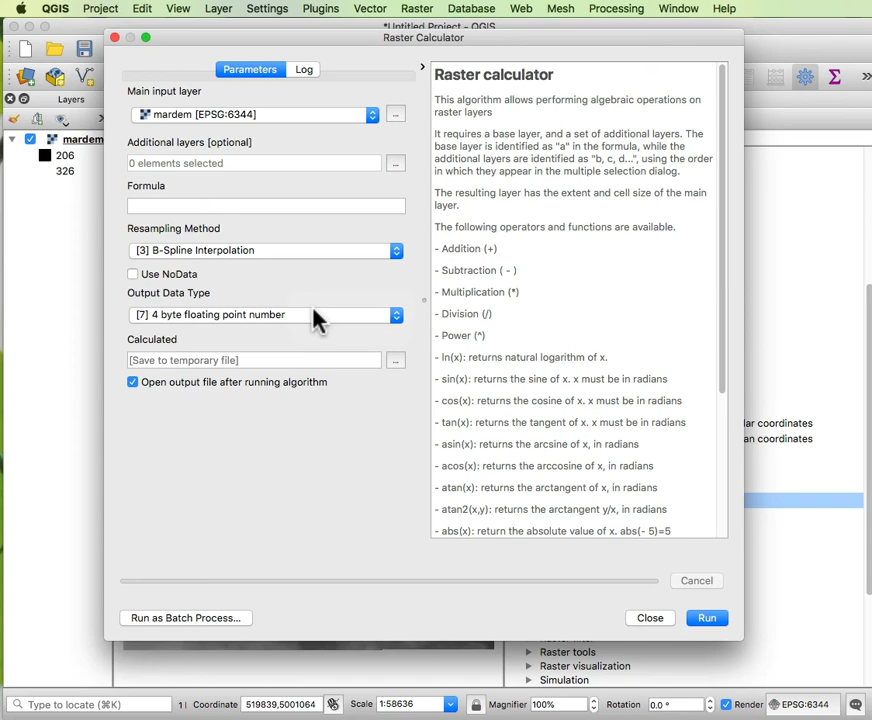 QGIS Project Edit View Layer Settings Plugins Vector Raster Database Web Mesh Processing Window Help
*Untitled Project - QGIS
Raster Calculator
Layers
mardem
206
326
Parameters Log
Main input layer
mardem [EPSG:6344]
...
Additional layers [optional]
0 elements selected
...
Formula
Resampling Method
[3] B-Spline Interpolation
Use NoData
Output Data Type
[7] 4 byte floating point number
Calculated
[Save to temporary file]
...
Open output file after running algorithm
Raster calculator
This algorithm allows performing algebraic operations on
raster layers
It requires a base layer, and a set of additional layers. The
base layer is identified as "a" in the formula, while the
additional layers are identified as "b, c, d...", using the order
in which they appear in the multiple selection dialog.
The resulting layer has the extent and cell size of the main
layer.
The following operators and functions are available.
- Addition (+)
- Subtraction ( - )
- Multiplication (*)
- Division (/)
- Power (^)
- ln(x): returns natural logarithm of x.
- sin(x): returns the sine of x. x must be in radians
- cos(x): returns the cosine of x. x must be in radians
- tan(x): returns the tangent of x. x must be in radians
- asin(x): returns the arcsine of x, in radians
- acos(x): returns the arccosine of x, in radians
- atan(x): returns the arctangent of x, in radians
- atan2(x,y): returns the arctangent y/x, in radians
- abs(x): return the absolute value of x. abs(- 5)=5
lar coordinates
an coordinates
Cancel
Run as Batch Process...
Close Run
Raster tools
Raster visualization
Simulation
Type to locate (⌘K)
Coordinate 519839,5001064 Scale 1:58636 Magnifier 100% Rotation 0.0 ° Render EPSG:6344